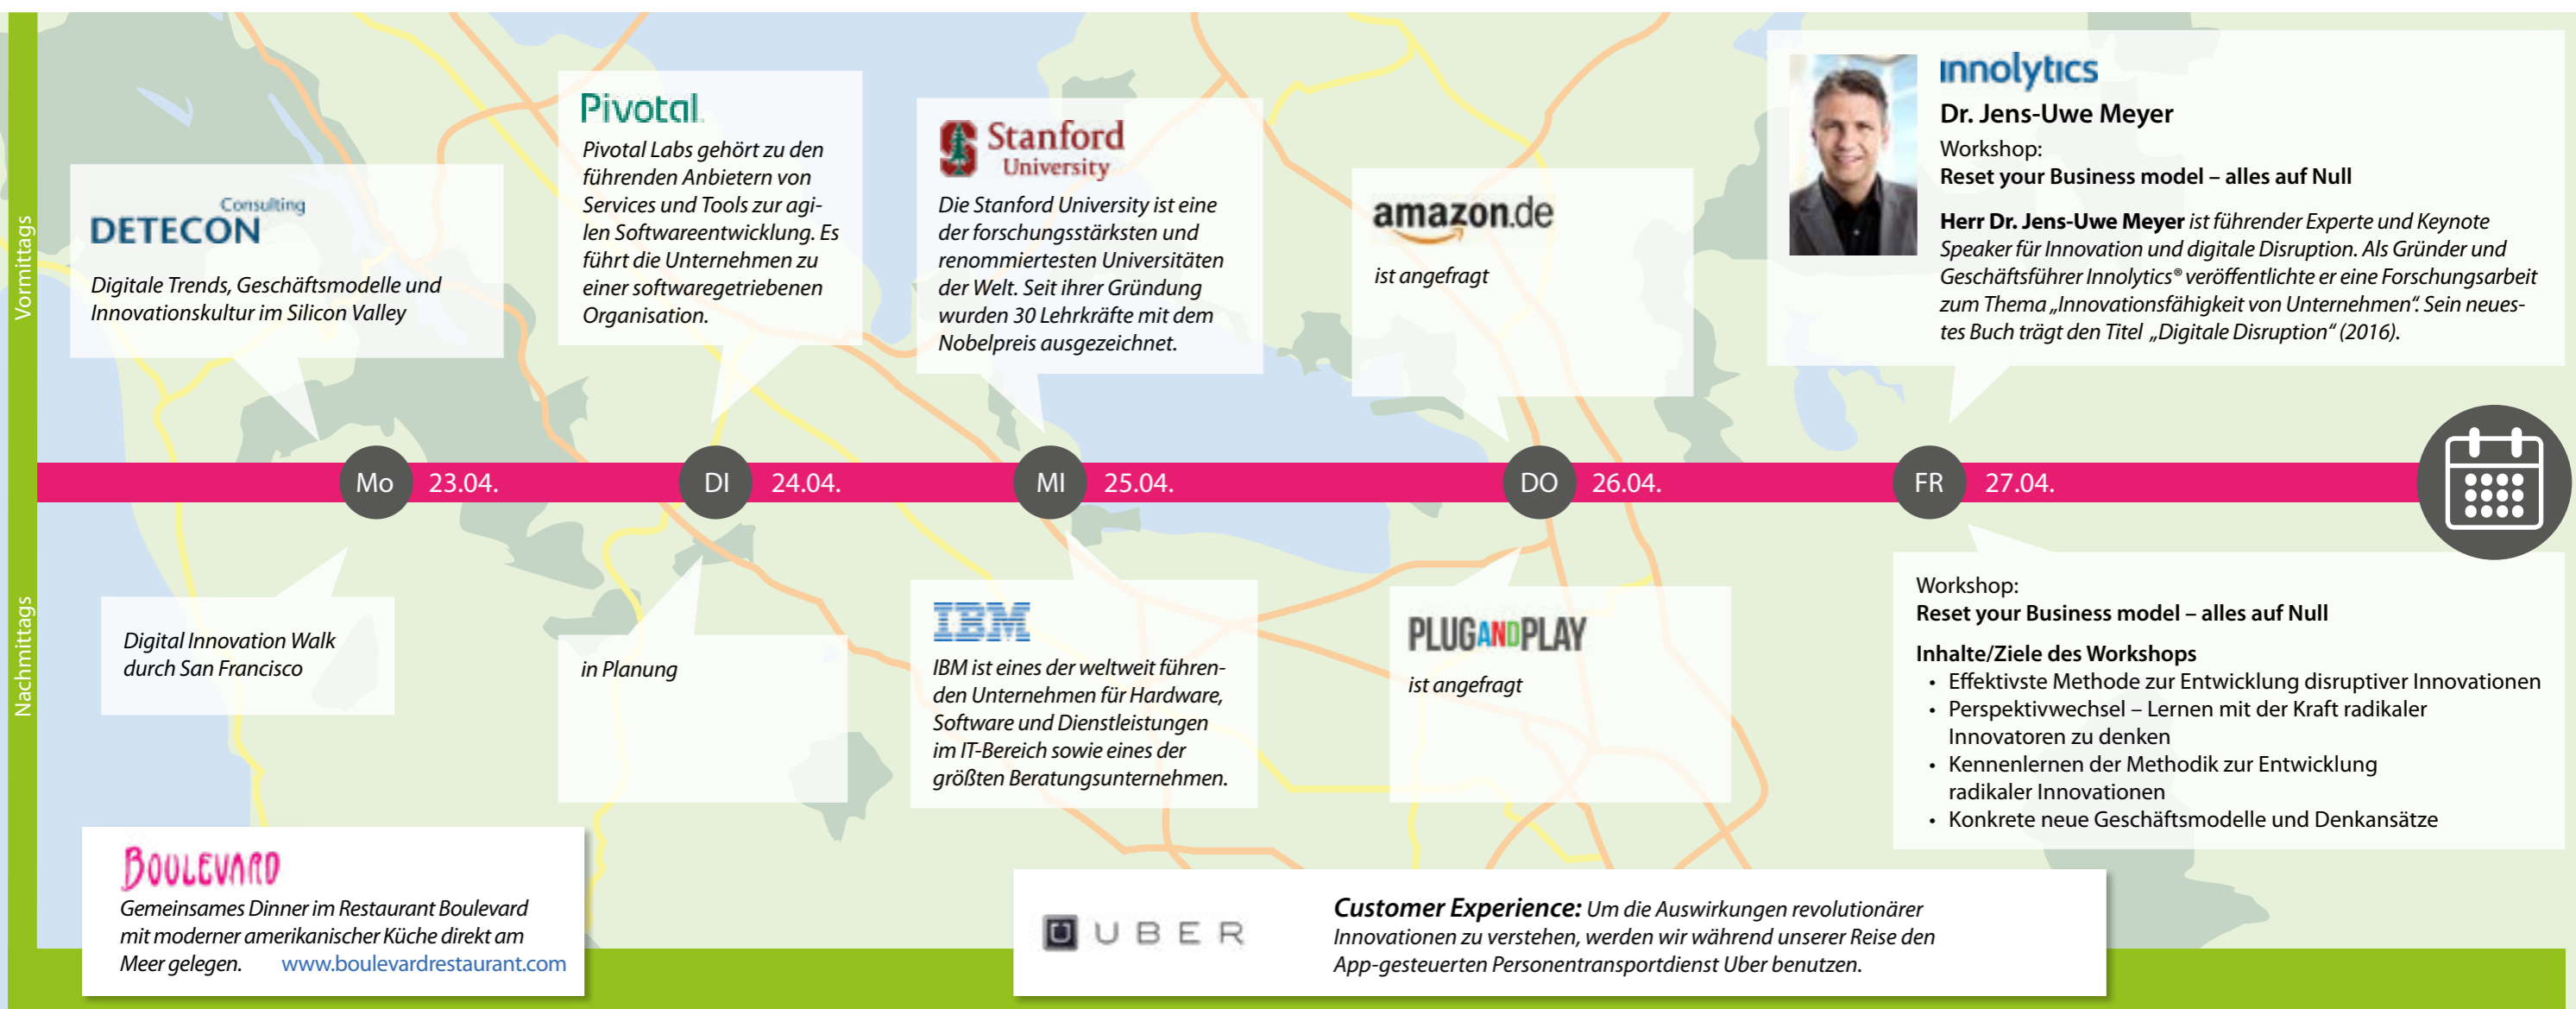 Vormittags
Consulting
DETECON
Digitale Trends, Geschäftsmodelle und
Innovationskultur im Silicon Valley
Pivotal
Pivotal Labs gehört zu den
führenden Anbietern von
Services und Tools zur agi-
len Softwareentwicklung. Es
führt die Unternehmen zu
einer softwaregetriebenen
Organisation.
Stanford
University
Die Stanford University ist eine
der forschungsstärksten und
renommiertesten Universitäten
der Welt. Seit ihrer Gründung
wurden 30 Lehrkräfte mit dem
Nobelpreis ausgezeichnet.
amazon.de
ist angefragt
innolytics
Dr. Jens-Uwe Meyer
Workshop:
Reset your Business model – alles auf Null
Herr Dr. Jens-Uwe Meyer ist führender Experte und Keynote
Speaker für Innovation und digitale Disruption. Als Gründer und
Geschäftsführer Innolytics® veröffentlichte er eine Forschungsarbeit
zum Thema „Innovationsfähigkeit von Unternehmen“. Sein neues-
tes Buch trägt den Titel „Digitale Disruption“ (2016).
Mo 23.04.
DI 24.04.
MI 25.04.
DO 26.04.
FR 27.04.
Nachmittags
Digital Innovation Walk
durch San Francisco
in Planung
IBM
IBM ist eines der weltweit führen-
den Unternehmen für Hardware,
Software und Dienstleistungen
im IT-Bereich sowie eines der
größten Beratungsunternehmen.
PLUGANDPLAY
ist angefragt
Workshop:
Reset your Business model – alles auf Null
Inhalte/Ziele des Workshops
• Effektivste Methode zur Entwicklung disruptiver Innovationen
• Perspektivwechsel – Lernen mit der Kraft radikaler
Innovatoren zu denken
• Kennenlernen der Methodik zur Entwicklung
radikaler Innovationen
• Konkrete neue Geschäftsmodelle und Denkansätze
BOULEVARD
Gemeinsames Dinner im Restaurant Boulevard
mit moderner amerikanischer Küche direkt am
Meer gelegen. www.boulevardrestaurant.com
UBER
Customer Experience: Um die Auswirkungen revolutionärer
Innovationen zu verstehen, werden wir während unserer Reise den
App-gesteuerten Personentransportdienst Uber benutzen.